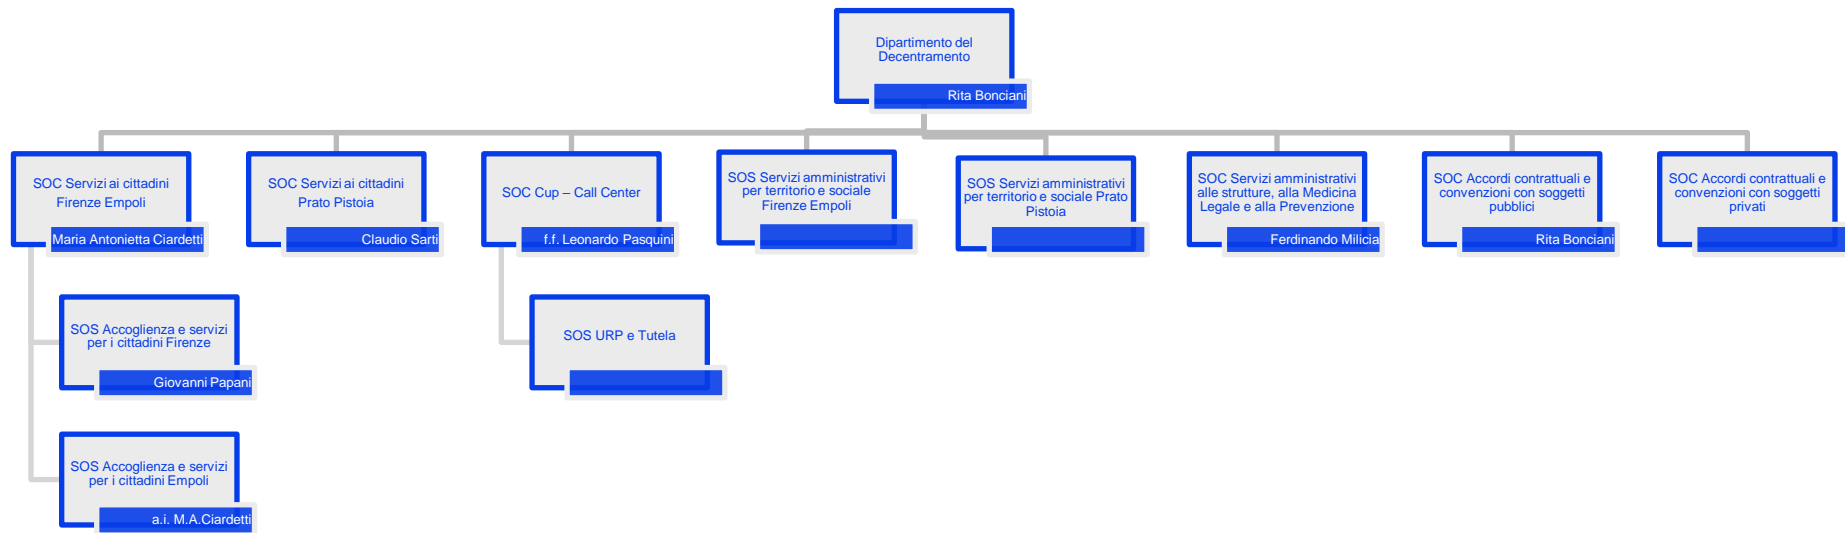 Dipartimento del
Decentramento
Rita Bonciani
SOC Servizi ai cittadini
Firenze Empoli
Maria Antonietta Ciardetti
SOC Servizi ai cittadini
Prato Pistoia
Claudio Sarti
SOC Cup – Call Center
f.f. Leonardo Pasquini
SOS Servizi amministrativi
per territorio e sociale
Firenze Empoli
SOS Servizi amministrativi
per territorio e sociale Prato
Pistoia
SOC Servizi amministrativi
alle strutture, alla Medicina
Legale e alla Prevenzione
Ferdinando Milicia
SOC Accordi contrattuali e
convenzioni con soggetti
pubblici
Rita Bonciani
SOC Accordi contrattuali e
convenzioni con soggetti
privati
SOS Accoglienza e servizi
per i cittadini Firenze
Giovanni Papani
SOS URP e Tutela
SOS Accoglienza e servizi
per i cittadini Empoli
a.i. M.A.Ciardetti